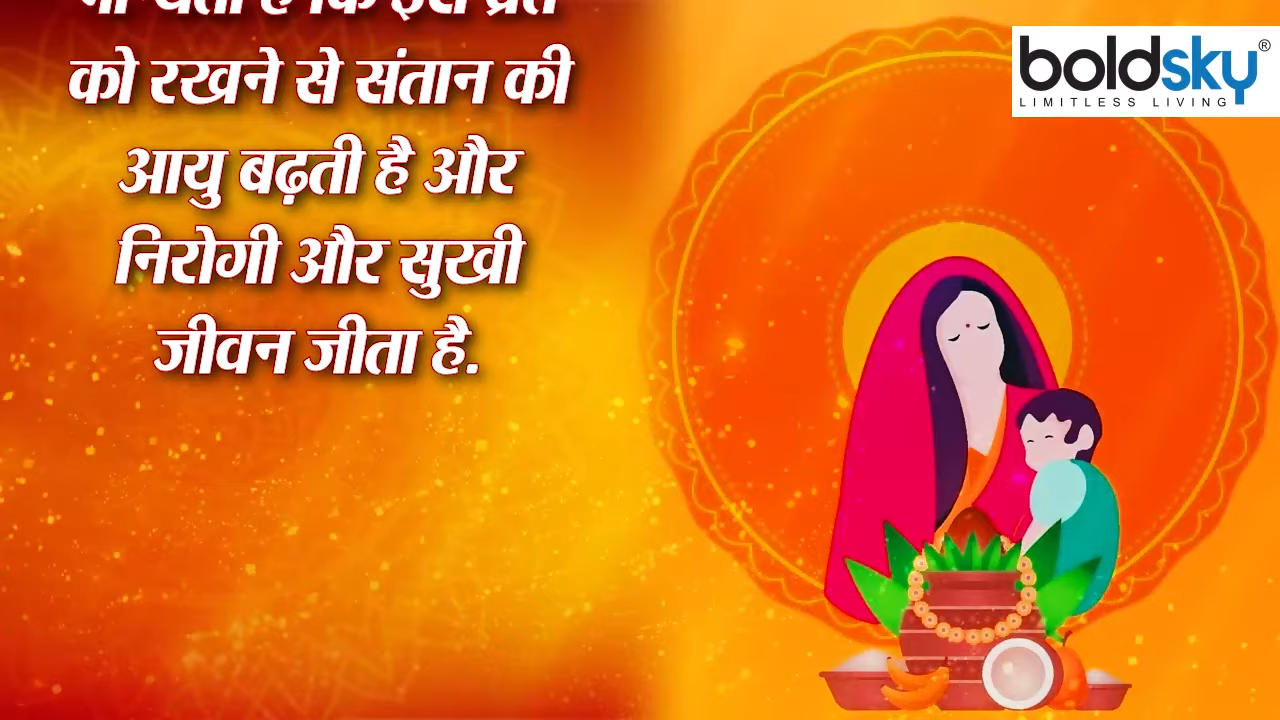 को रखने से संतान की
आयु बढ़ती है और
निरोगी और सुखी
जीवन जीता है.
boldsky®
LIMITLESS LIVING